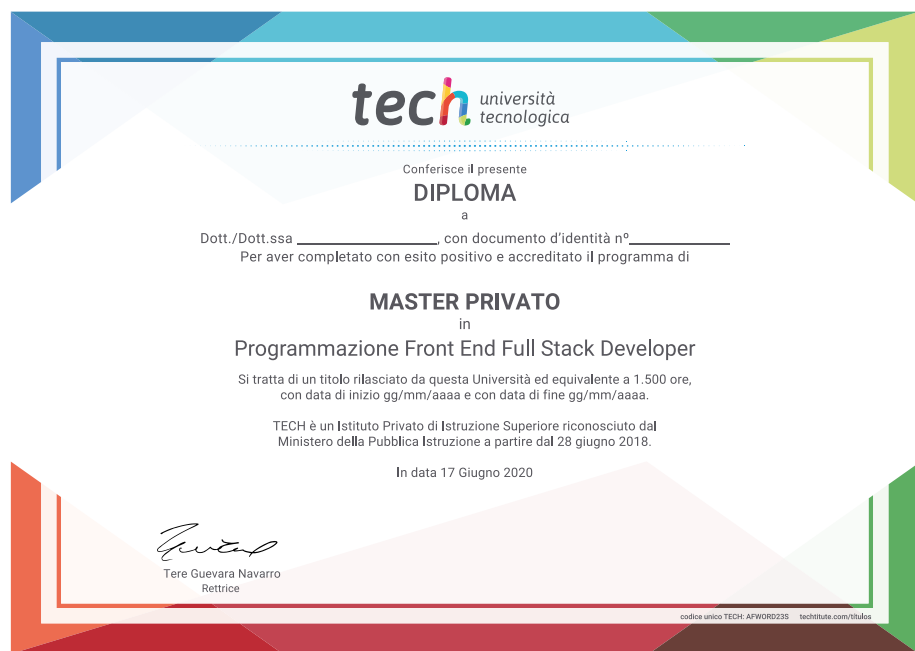 tech università
tecnologica
Conferisce il presente
DIPLOMA
a
Dott./Dott.ssa ________________, con documento d'identità nº____________
Per aver completato con esito positivo e accreditato il programma di
MASTER PRIVATO
in
Programmazione Front End Full Stack Developer
Si tratta di un titolo rilasciato da questa Università ed equivalente a 1.500 ore,
con data di inizio gg/mm/aaaa e con data di fine gg/mm/aaaa.
TECH è un Istituto Privato di Istruzione Superiore riconosciuto dal
Ministero della Pubblica Istruzione a partire dal 28 giugno 2018.
In data 17 Giugno 2020
Tere Guevara Navarro
Rettrice
codice unico TECH: AFWORD23S techtitute.com/títulos